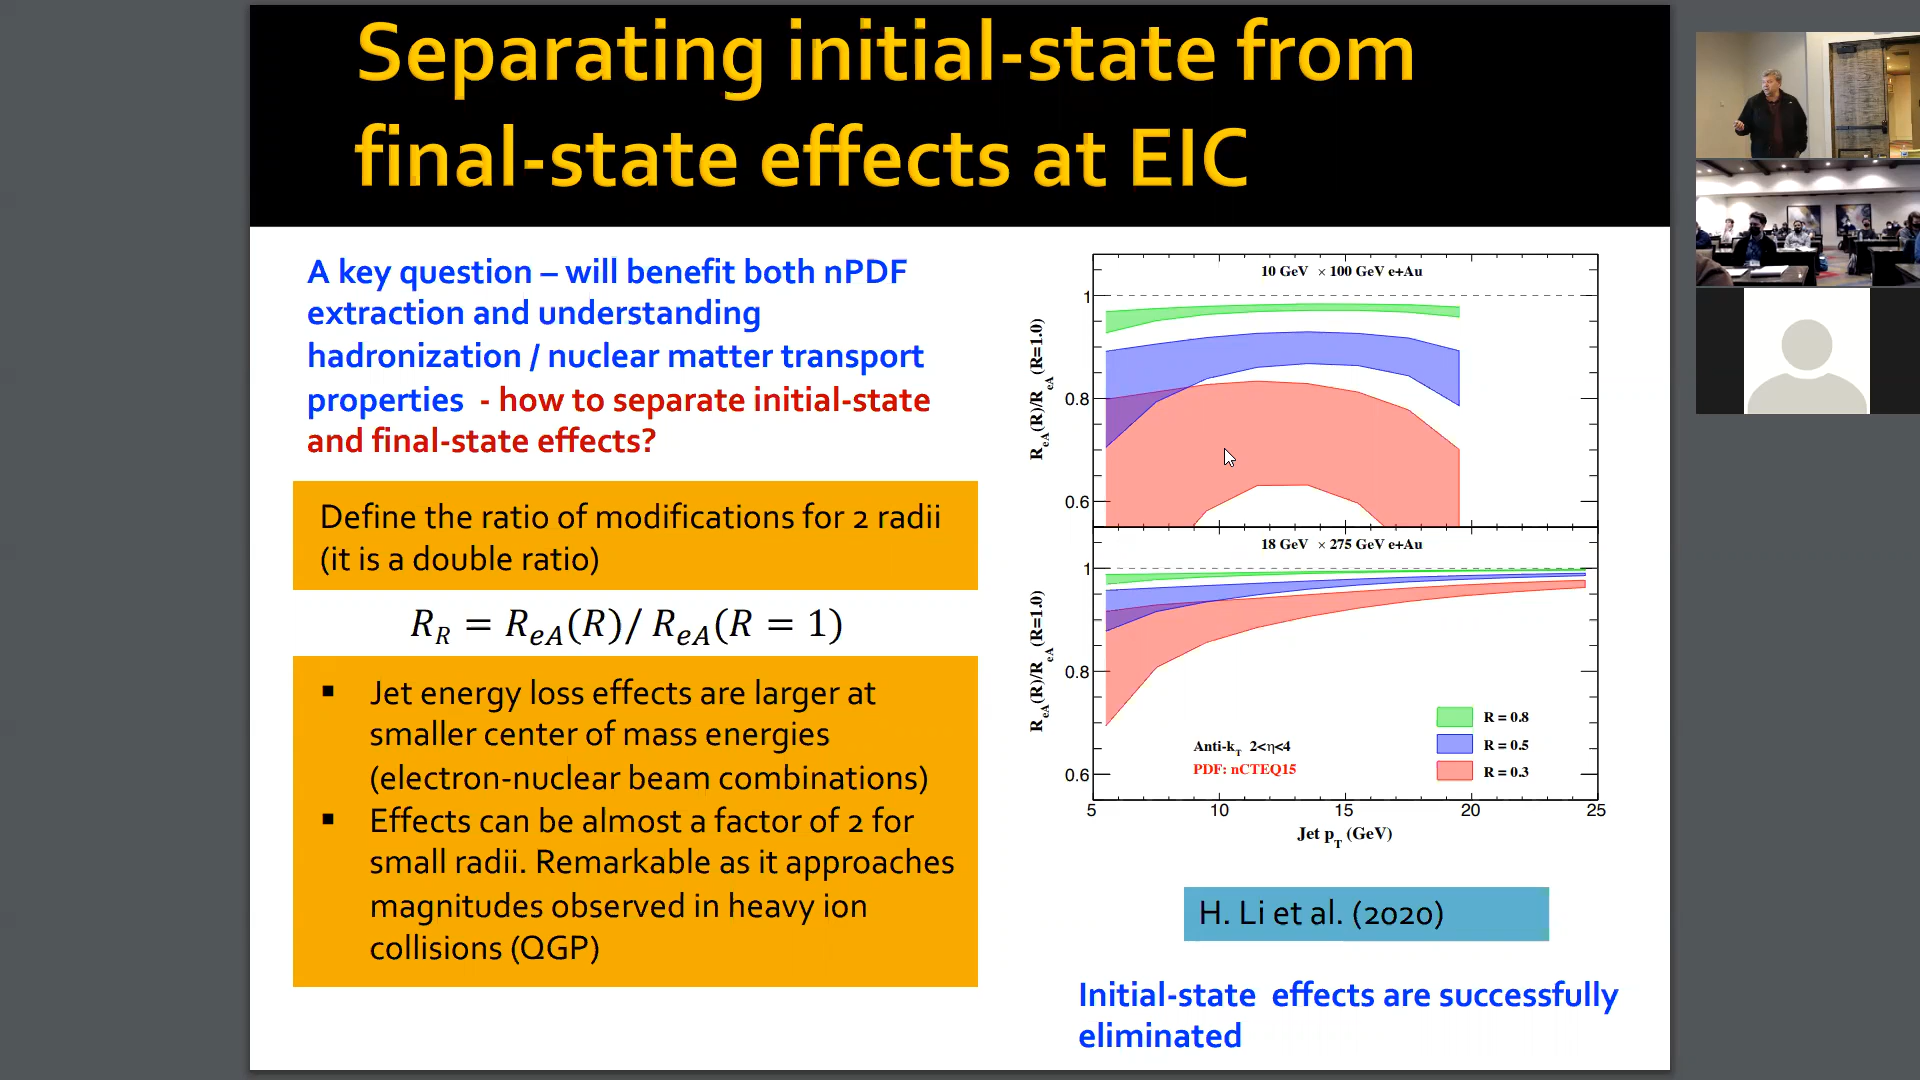 Separating initial-state from
final-state effects at EIC
A key question – will benefit both nPDF
extraction and understanding
hadronization / nuclear matter transport
properties - how to separate initial-state
and final-state effects?
Define the ratio of modifications for 2 radii
(it is a double ratio)
R_R = R_eA(R)/ R_eA(R = 1)
▪ Jet energy loss effects are larger at
smaller center of mass energies
(electron-nuclear beam combinations)
▪ Effects can be almost a factor of 2 for
small radii. Remarkable as it approaches
magnitudes observed in heavy ion
collisions (QGP)
10 GeV × 100 GeV e+Au
R_eA(R)/R_eA(R=1.0)
1
0.8
0.6
18 GeV × 275 GeV e+Au
R_eA(R)/R_eA(R=1.0)
1
0.8
0.6
Anti-k_T 2<η<4
PDF: nCTEQ15
R = 0.8
R = 0.5
R = 0.3
5 10 15 20 25
Jet p_T (GeV)
H. Li et al. (2020)
Initial-state effects are successfully
eliminated